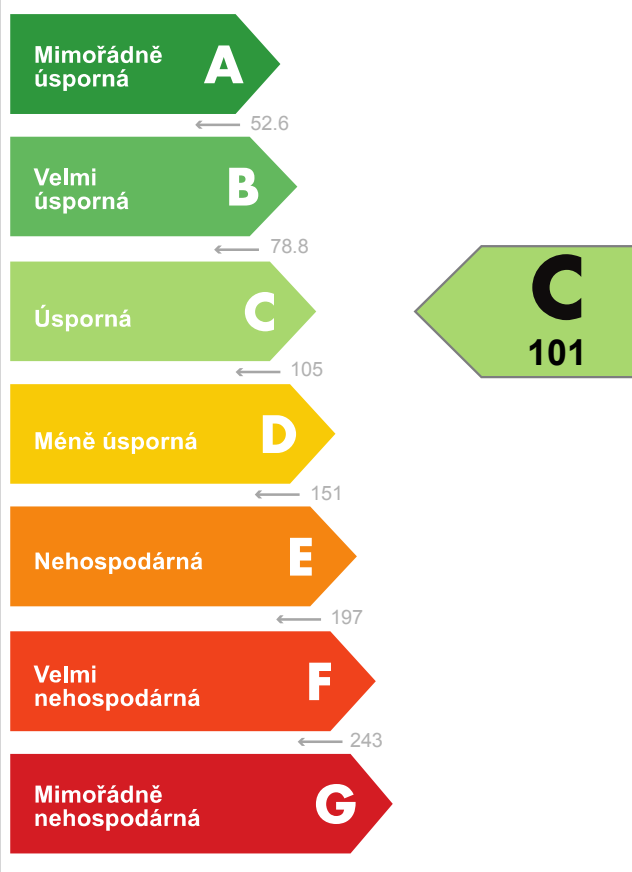 Mimořádně
úsporná
A
52.6
Velmi
úsporná
B
78.8
Úsporná
C
105
Méně úsporná
D
151
Nehospodárná
E
197
Velmi
nehospodárná
F
243
Mimořádně
nehospodárná
G
C
101